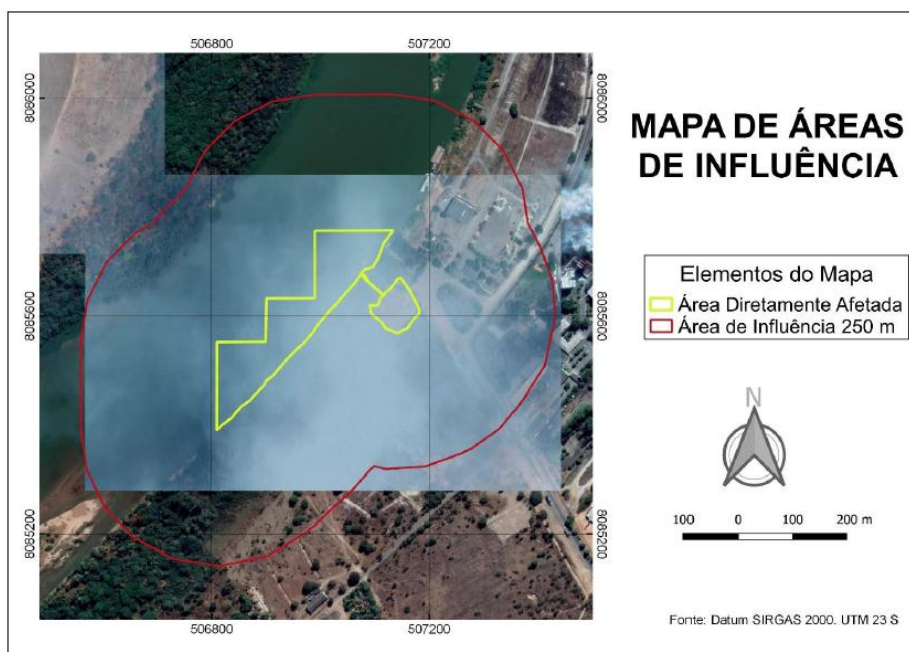 506800
507200
8086000
8086000
MAPA DE ÁREAS
DE INFLUÊNCIA
Elementos do Mapa
Área Diretamente Afetada
Área de Influência 250 m
8085600
8085600
N
100 0 100 200 m
8085200
8085200
506800
507200
Fonte: Datum SIRGAS 2000. UTM 23 S